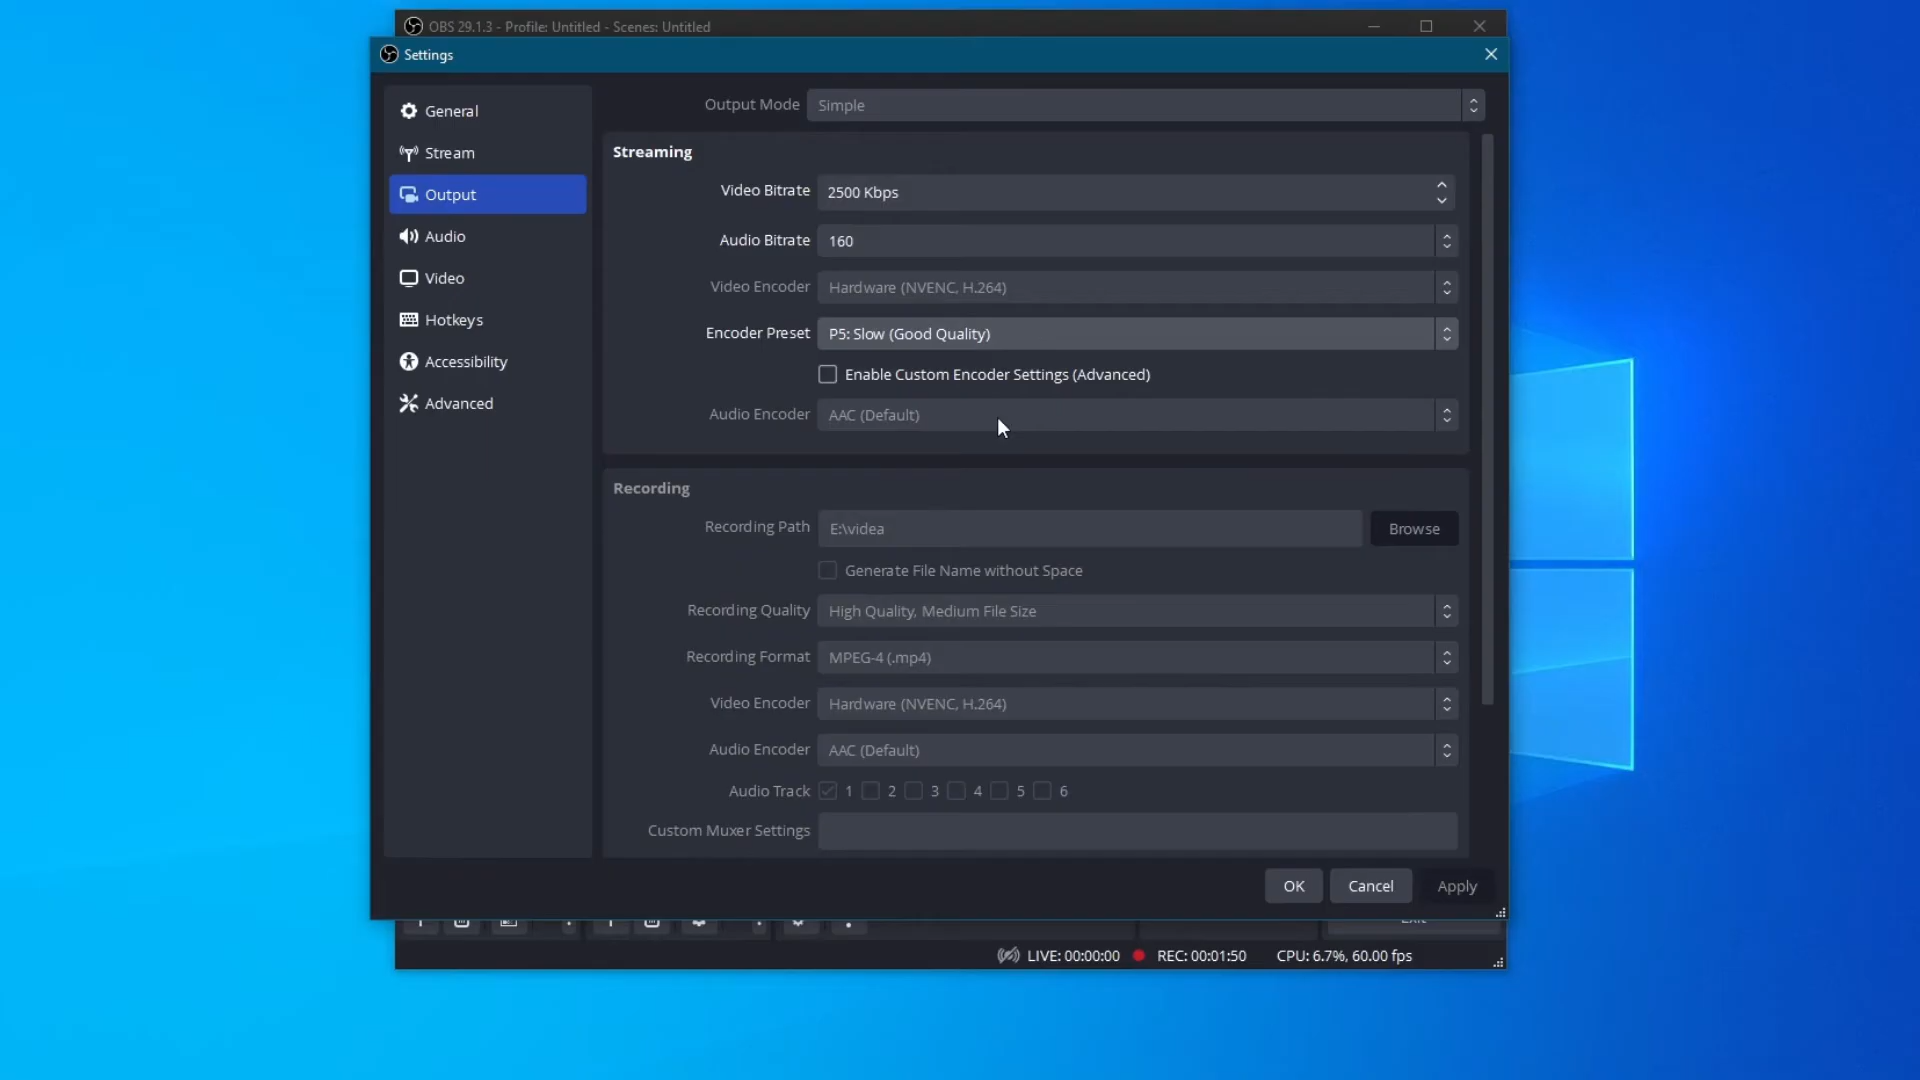 OBS 29.1.3 - Profile: Untitled - Scenes: Untitled
Settings
General
Stream
Output
Audio
Video
Hotkeys
Accessibility
Advanced
Output Mode Simple
Streaming
Video Bitrate 2500 Kbps
Audio Bitrate 160
Video Encoder Hardware (NVENC, H.264)
Encoder Preset P5: Slow (Good Quality)
Enable Custom Encoder Settings (Advanced)
Audio Encoder AAC (Default)
Recording
Recording Path E:\videa Browse
Generate File Name without Space
Recording Quality High Quality, Medium File Size
Recording Format MPEG-4 (.mp4)
Video Encoder Hardware (NVENC, H.264)
Audio Encoder AAC (Default)
Audio Track 1 2 3 4 5 6
Custom Muxer Settings
OK Cancel Apply
Exit
LIVE: 00:00:00 REC: 00:01:50 CPU: 6.7%, 60.00 fps